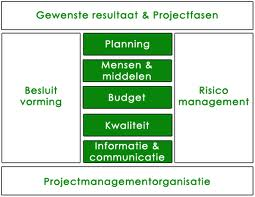 Gewenste resultaat & Projectfasen
Besluit
vorming
Planning
Mensen &
middelen
Budget
Kwaliteit
Informatie &
communicatie
Risico
management
Projectmanagementorganisatie